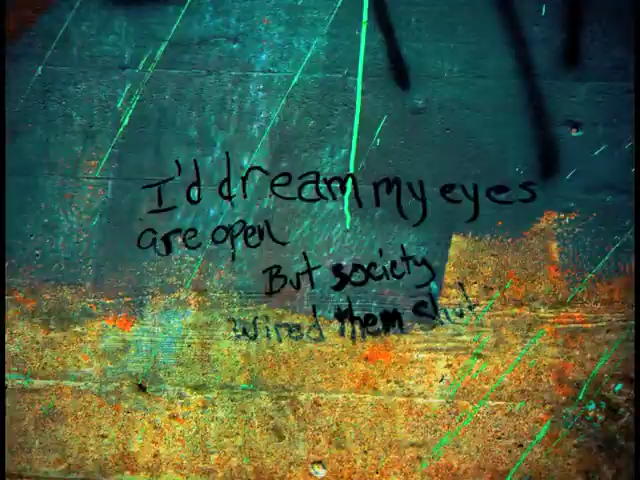 I'd dream my eyes
are open
But society
wired them shut